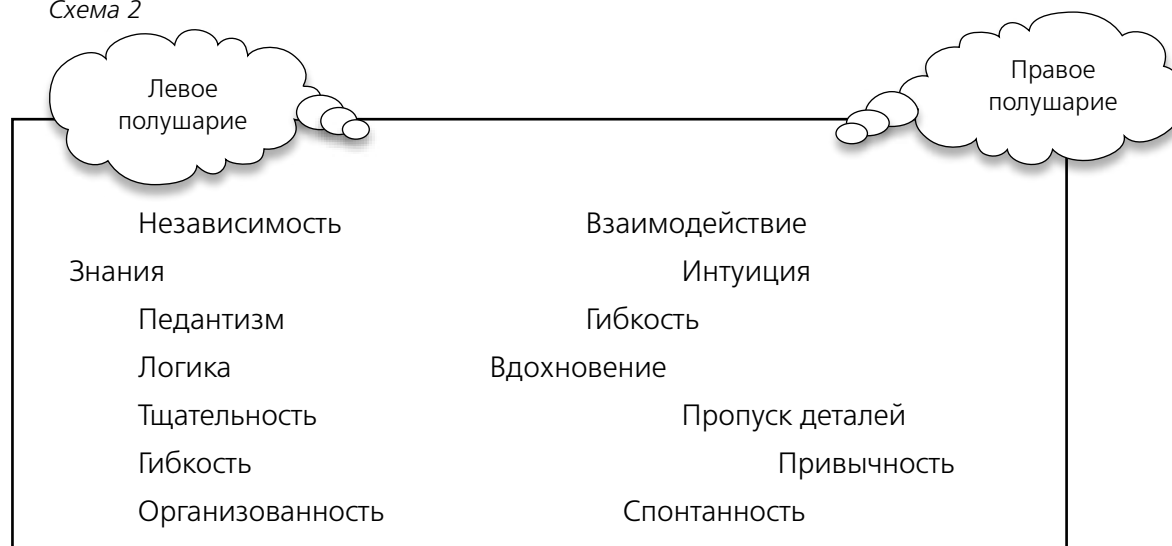 Схема 2
Левое
полушарие
Правое
полушарие
Независимость Взаимодействие
Знания Интуиция
Педантизм Гибкость
Логика Вдохновение
Тщательность Пропуск деталей
Гибкость Привычность
Организованность Спонтанность